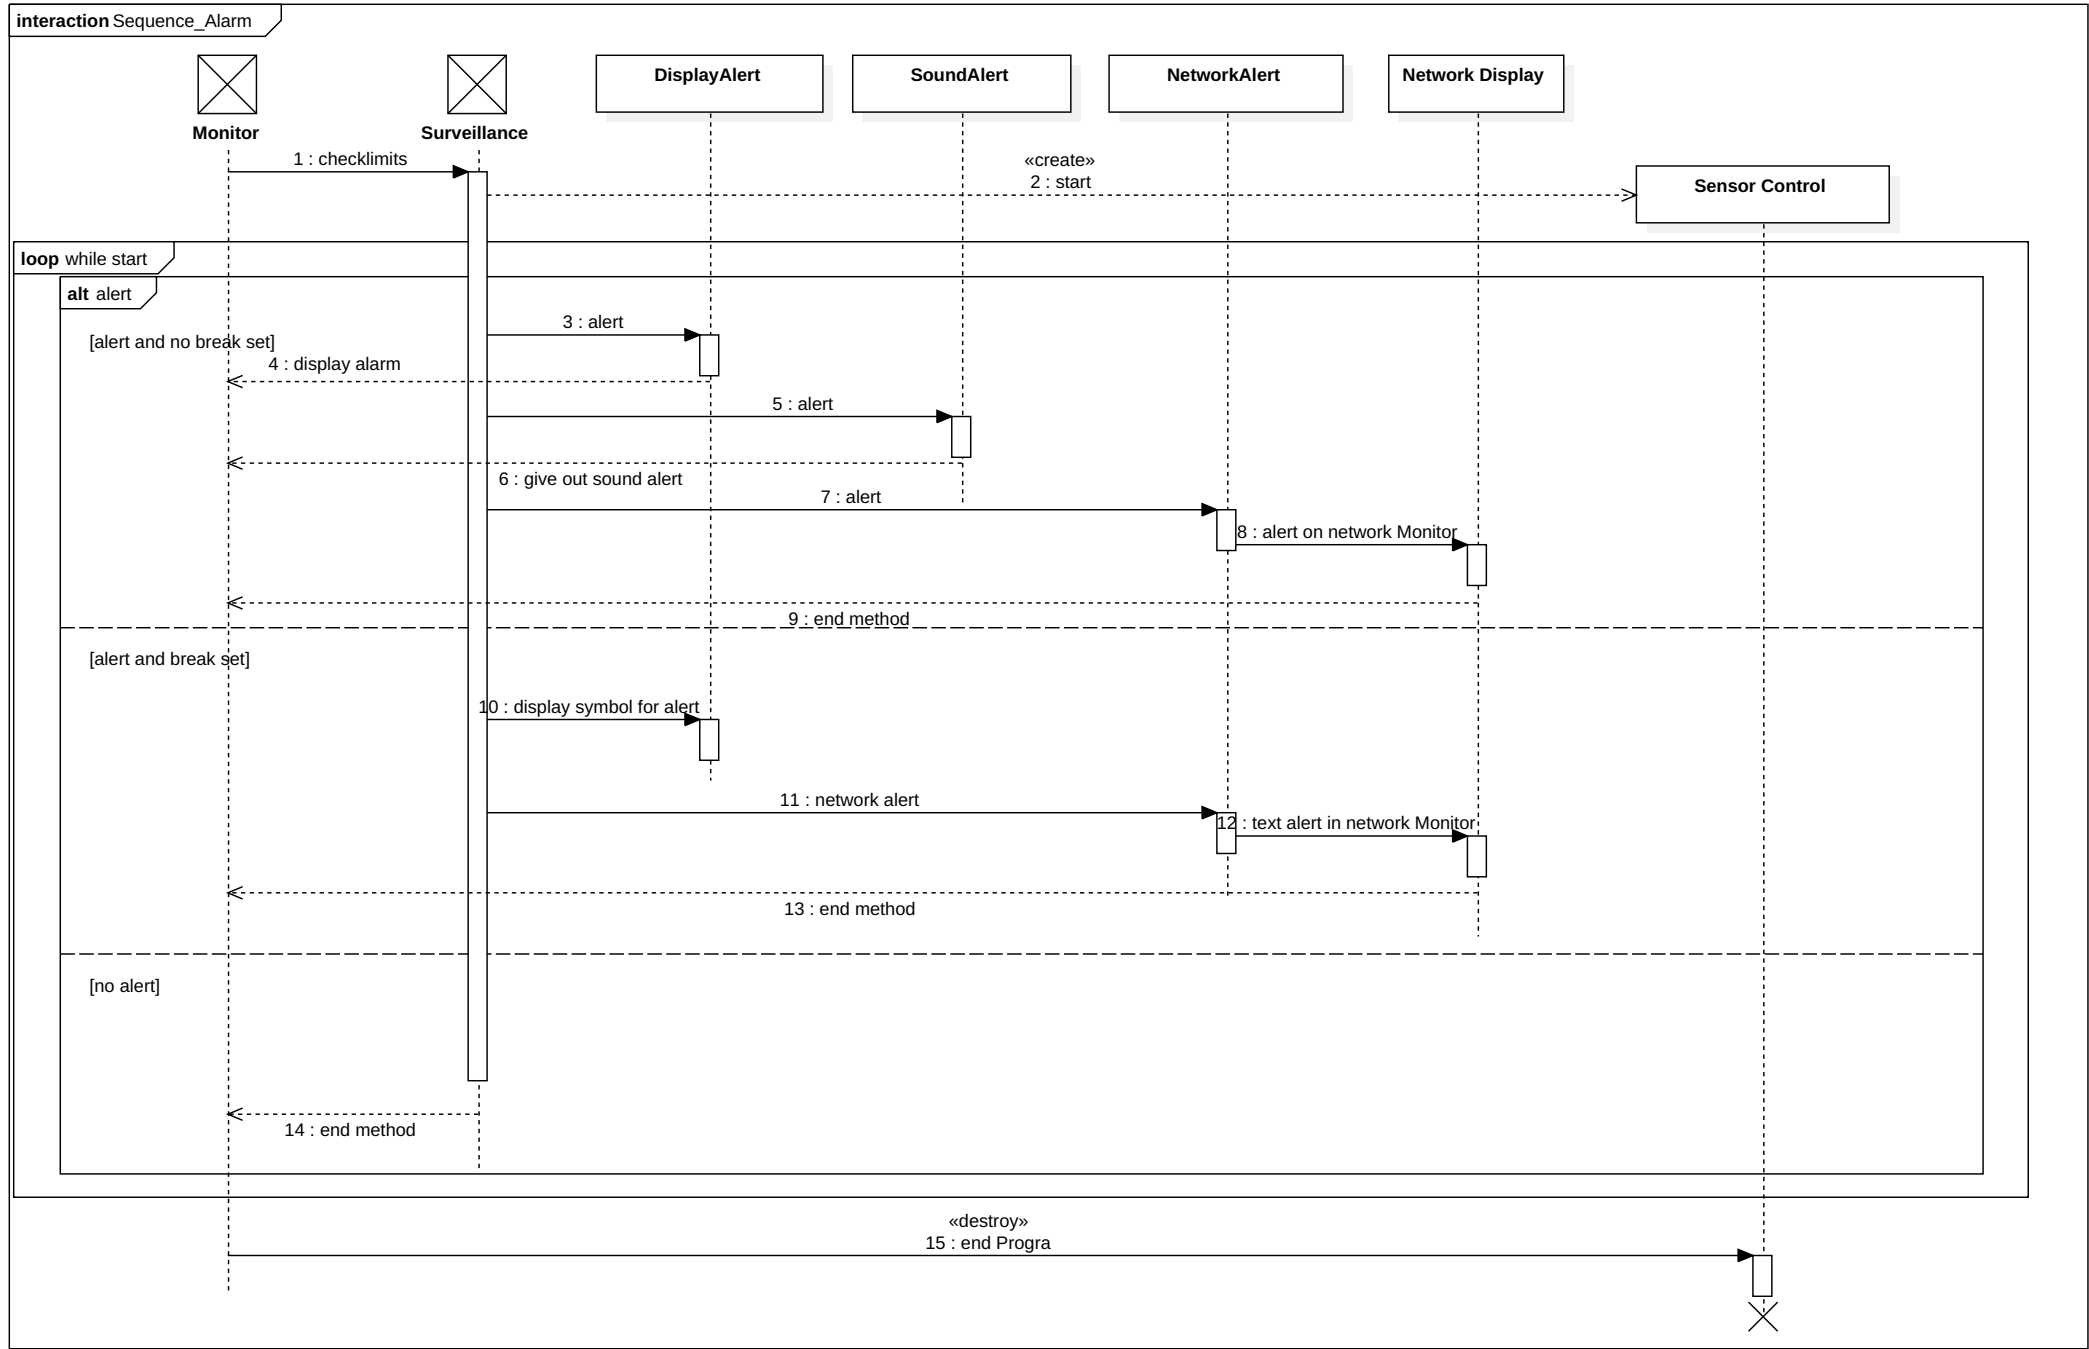 interaction Sequence_Alarm
DisplayAlert
SoundAlert
NetworkAlert
Network Display
Monitor
Surveillance
1 : checklimits
«create»
2 : start
Sensor Control
loop while start
alt alert
3 : alert
[alert and no break set]
4 : display alarm
5 : alert
6 : give out sound alert
7 : alert
8 : alert on network Monitor
9 : end method
[alert and break set]
10 : display symbol for alert
11 : network alert
12 : text alert in network Monitor
13 : end method
[no alert]
14 : end method
«destroy»
15 : end Progra